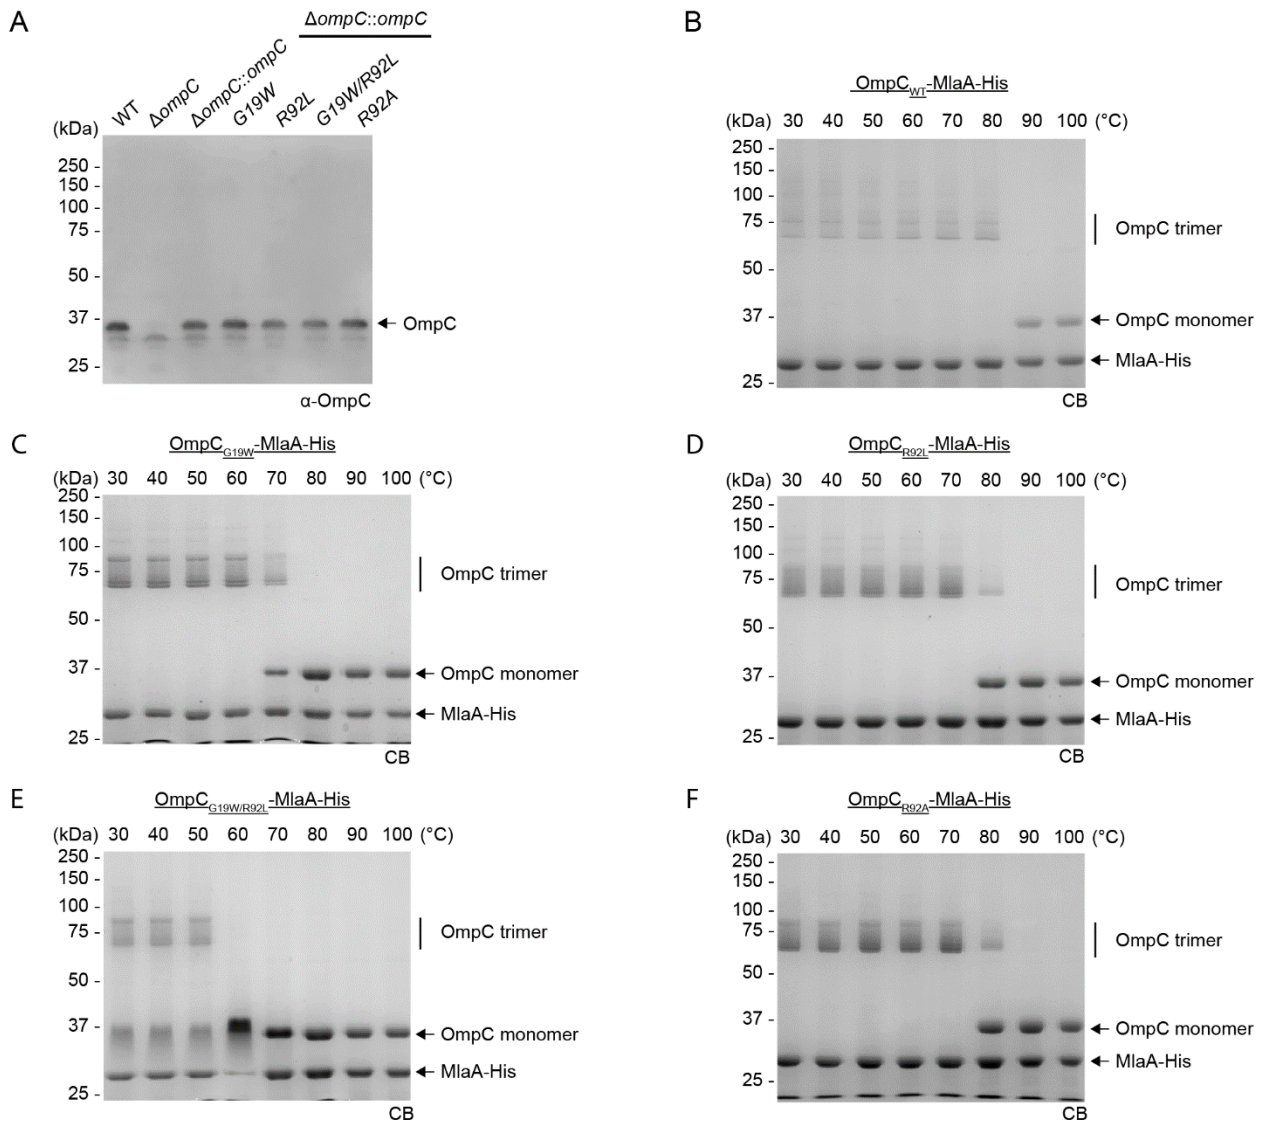 A
ΔompC::ompC
WT ΔompC ΔompC::ompC G19W R92L G19W/R92L R92A
(kDa)
250 -
150 -
100 -
75 -
50 -
37 -
OmpC
25 -
α-OmpC
B
OmpCWT-MlaA-His
(kDa) 30 40 50 60 70 80 90 100 (°C)
250 -
150 -
100 -
75 -
OmpC trimer
50 -
37 -
OmpC monomer
MlaA-His
25 -
CB
C
OmpCG19W-MlaA-His
(kDa) 30 40 50 60 70 80 90 100 (°C)
250 -
150 -
100 -
75 -
OmpC trimer
50 -
37 -
OmpC monomer
MlaA-His
25 -
CB
D
OmpCR92L-MlaA-His
(kDa) 30 40 50 60 70 80 90 100 (°C)
250 -
150 -
100 -
75 -
OmpC trimer
50 -
37 -
OmpC monomer
MlaA-His
25 -
CB
E
OmpCG19W/R92L-MlaA-His
(kDa) 30 40 50 60 70 80 90 100 (°C)
250 -
150 -
100 -
75 -
OmpC trimer
50 -
37 -
OmpC monomer
MlaA-His
25 -
CB
F
OmpCR92A-MlaA-His
(kDa) 30 40 50 60 70 80 90 100 (°C)
250 -
150 -
100 -
75 -
OmpC trimer
50 -
37 -
OmpC monomer
MlaA-His
25 -
CB